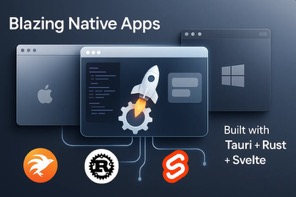 Blazing Native Apps
R
Built with
Tauri + Rust
+ Svelte